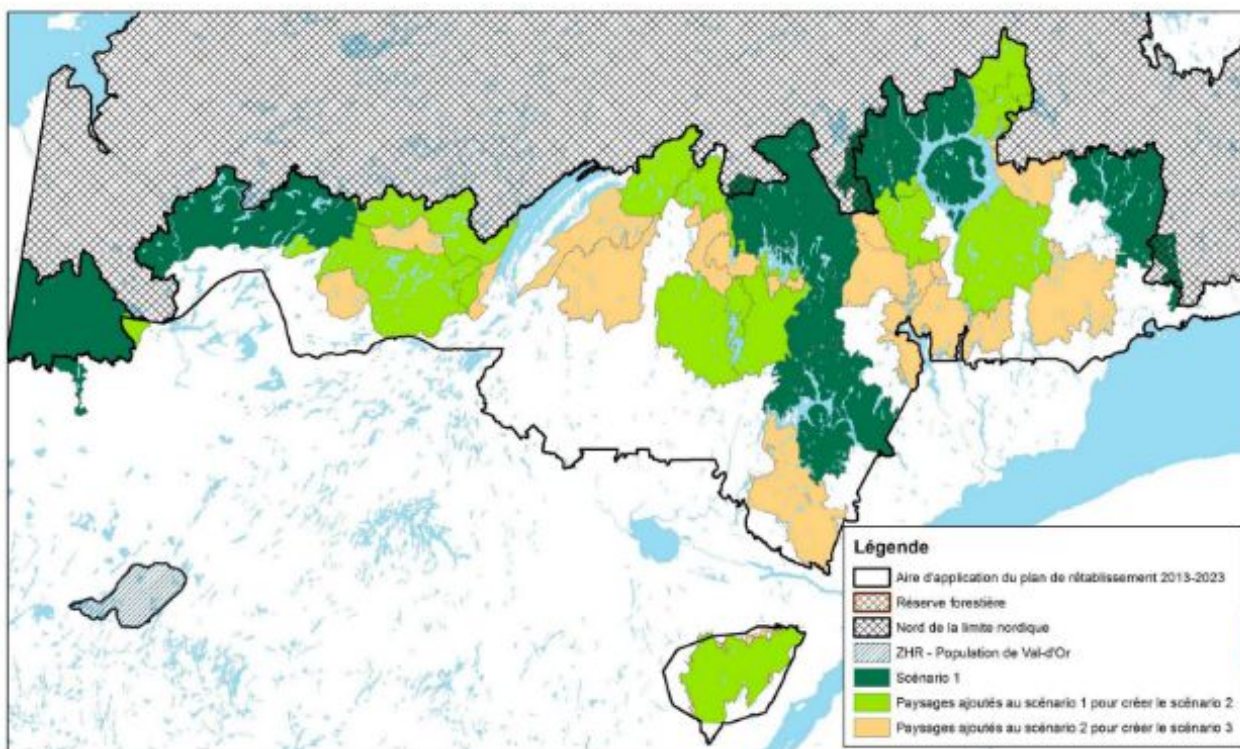 Légende
Aire d'application du plan de rétablissement 2013-2023
Réserve forestière
Nord de la limite nordique
ZHR - Population de Val-d'Or
Scénario 1
Paysages ajoutés au scénario 1 pour créer le scénario 2
Paysages ajoutés au scénario 2 pour créer le scénario 3